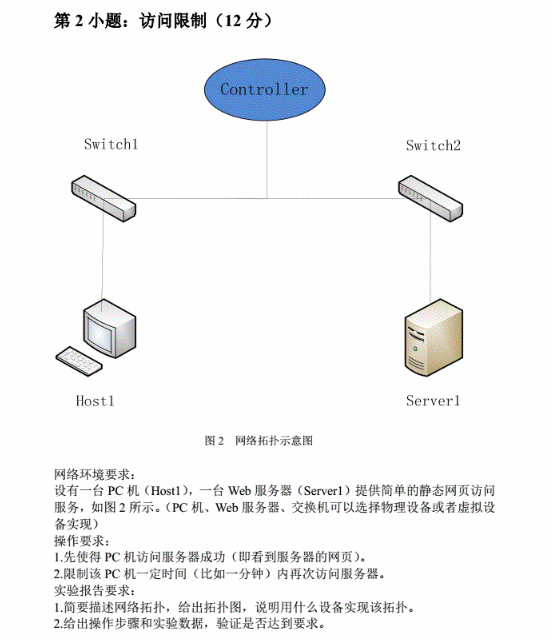 第 2 小题：访问限制（12 分）
Controller
Switch1
Switch2
Host1
Server1
图 2 网络拓扑示意图
网络环境要求：
设有一台 PC 机（Host1），一台 Web 服务器（Server1）提供简单的静态网页访问
服务，如图 2 所示。（PC 机、Web 服务器、交换机可以选择物理设备或者虚拟设
备实现）
操作要求：
1.先使得 PC 机访问服务器成功（即看到服务器的网页）。
2.限制该 PC 机一定时间（比如一分钟）内再次访问服务器。
实验报告要求：
1.简要描述网络拓扑，给出拓扑图，说明用什么设备实现该拓扑。
2.给出操作步骤和实验数据，验证是否达到要求。